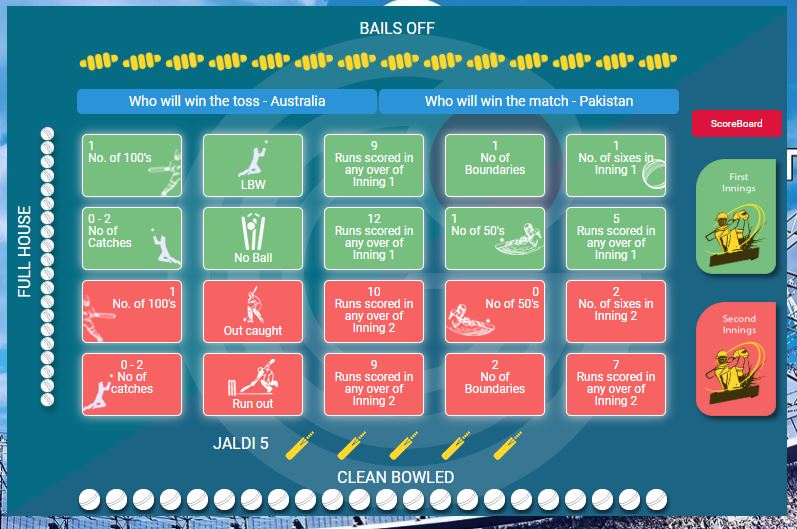 BAILS OFF
Who will win the toss - Australia
Who will win the match - Pakistan
ScoreBoard
FULL HOUSE
1
No. of 100's
LBW
9
Runs scored in
any over of
Inning 1
1
No of
Boundaries
1
No. of sixes in
Inning 1
First
Innings
0 - 2
No of
Catches
No Ball
12
Runs scored in
any over of
Inning 1
1
No of 50's
5
Runs scored in
any over of
Inning 1
1
No. of 100's
Out caught
10
Runs scored in
any over of
Inning 2
0
No of 50's
2
No. of sixes in
Inning 2
Second
Innings
0 - 2
No of
catches
Run out
9
Runs scored in
any over of
Inning 2
2
No of
Boundaries
7
Runs scored in
any over of
Inning 2
JALDI 5
CLEAN BOWLED